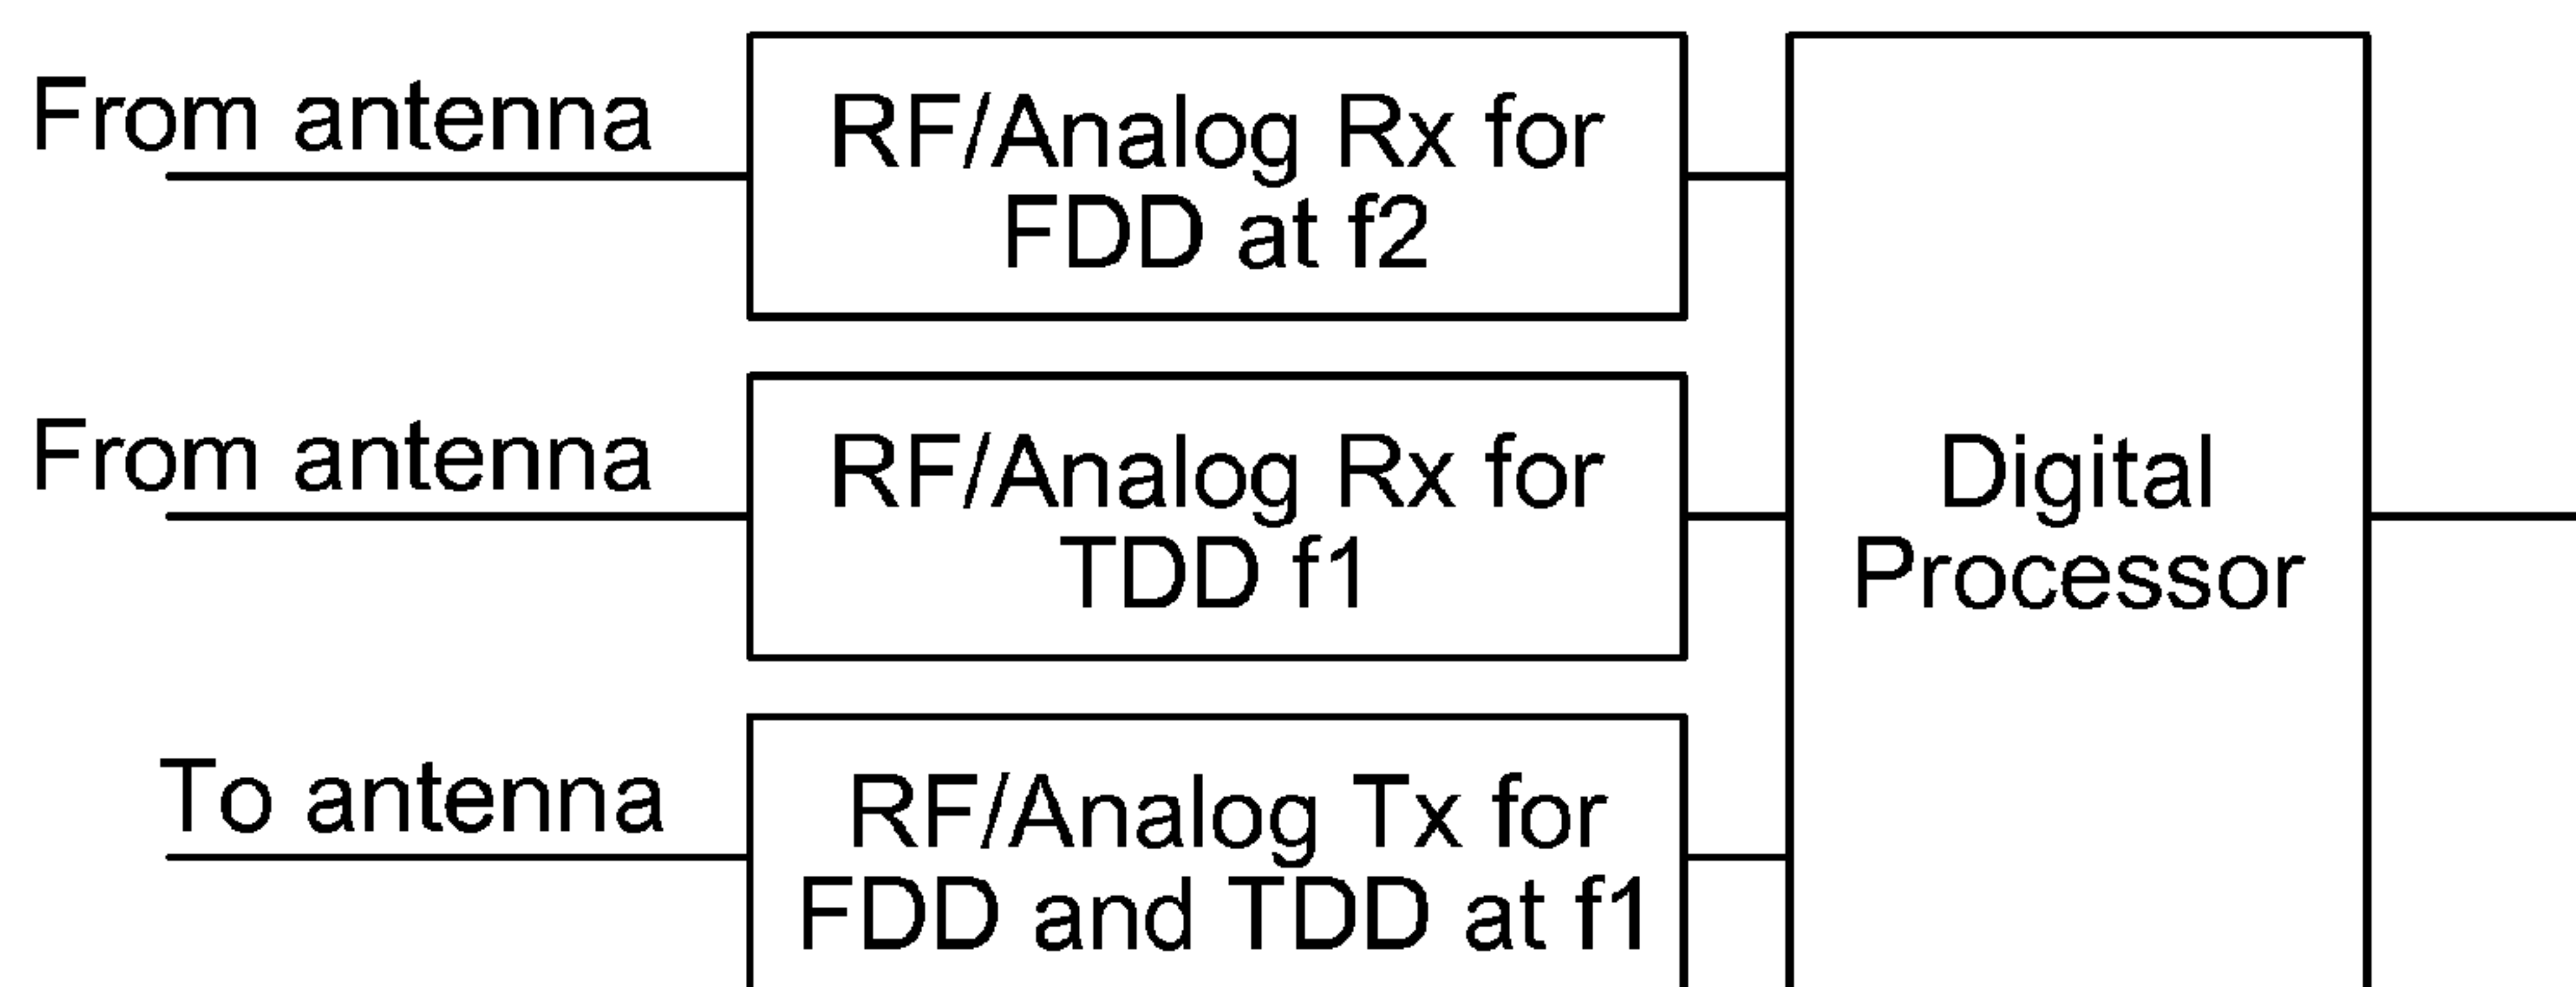 From antenna
RF/Analog Rx for
FDD at f2
From antenna
RF/Analog Rx for
TDD f1
Digital
Processor
To antenna
RF/Analog Tx for
FDD and TDD at f1